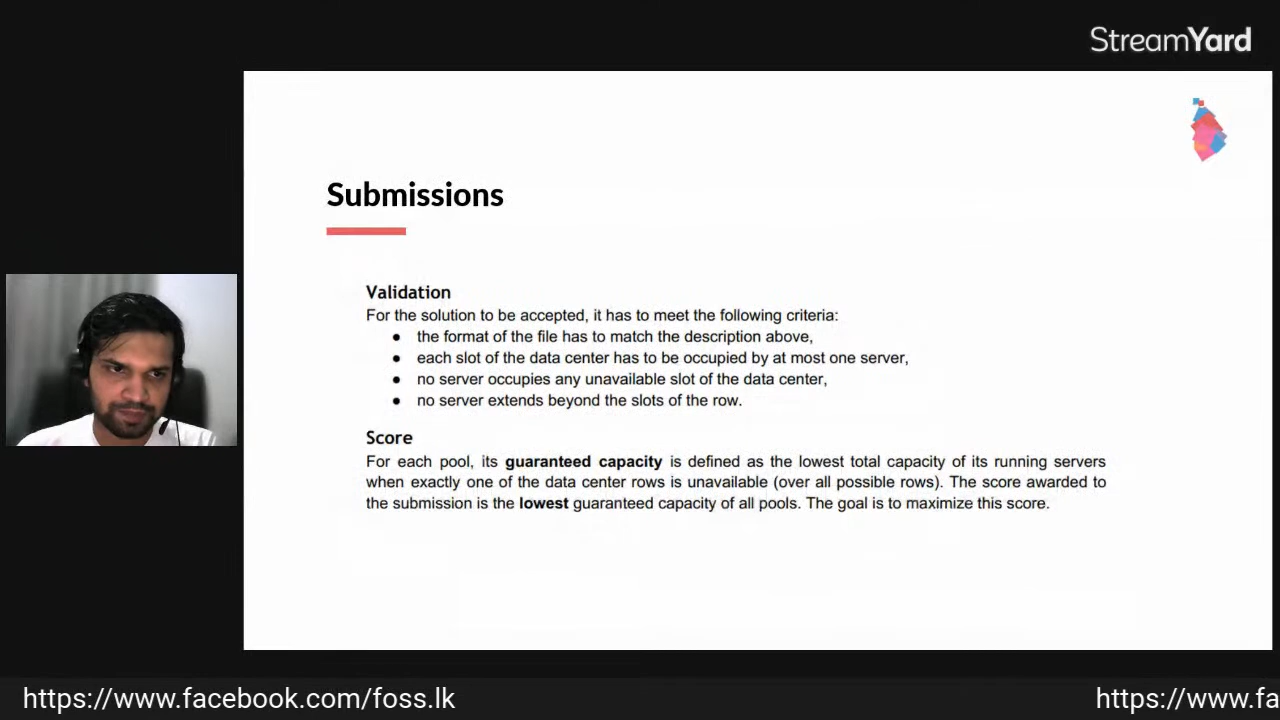 StreamYard
Submissions
Validation
For the solution to be accepted, it has to meet the following criteria:
● the format of the file has to match the description above,
● each slot of the data center has to be occupied by at most one server,
● no server occupies any unavailable slot of the data center,
● no server extends beyond the slots of the row.
Score
For each pool, its guaranteed capacity is defined as the lowest total capacity of its running servers
when exactly one of the data center rows is unavailable (over all possible rows). The score awarded to
the submission is the lowest guaranteed capacity of all pools. The goal is to maximize this score.
https://www.facebook.com/foss.lk https://www.fa